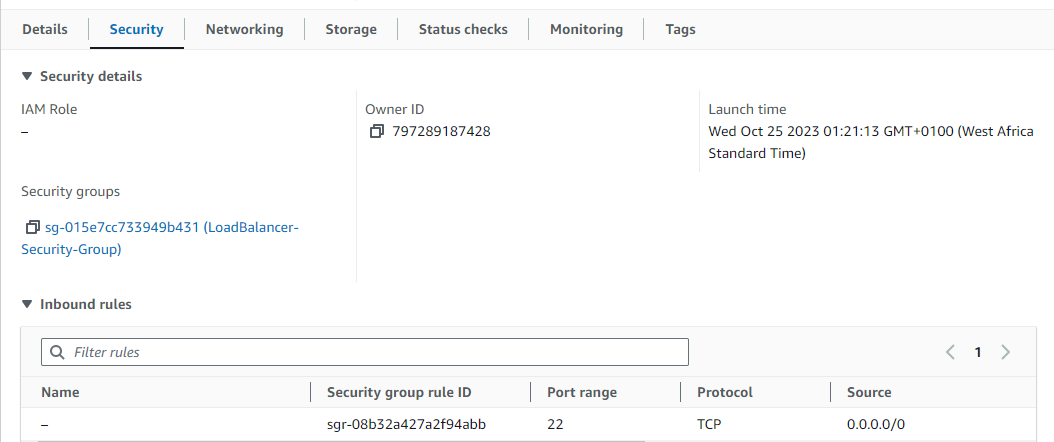 Details Security Networking Storage Status checks Monitoring Tags
Security details
IAM Role Owner ID Launch time
– 797289187428 Wed Oct 25 2023 01:21:13 GMT+0100 (West Africa
Standard Time)
Security groups
sg-015e7cc733949b431 (LoadBalancer-
Security-Group)
Inbound rules
Filter rules 1
Name Security group rule ID Port range Protocol Source
– sgr-08b32a427a2f94abb 22 TCP 0.0.0.0/0